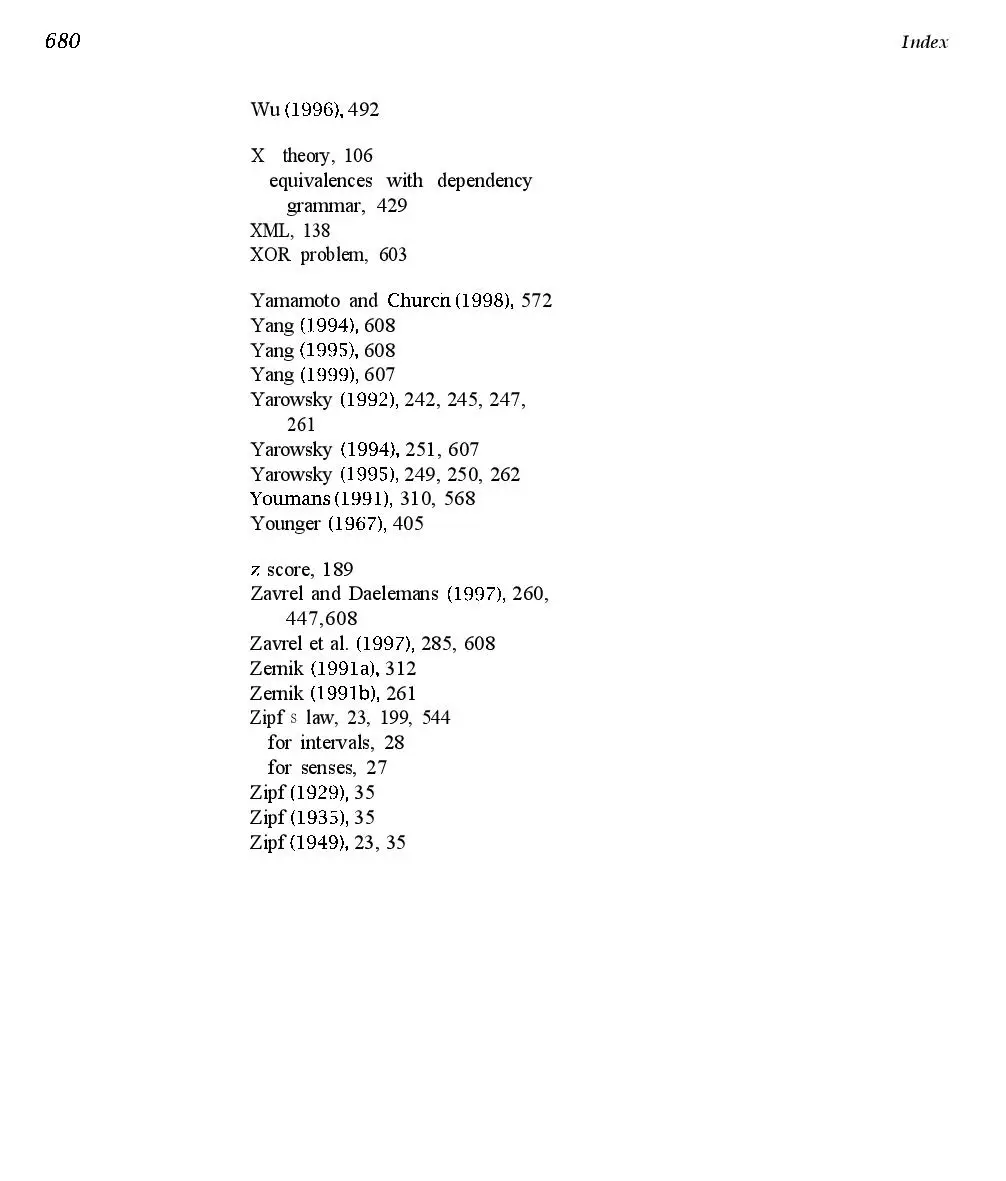 680 Index
Wu (1996), 492
X theory, 106
equivalences with dependency
grammar, 429
XML, 138
XOR problem, 603
Yamamoto and Church (1998), 572
Yang (1994), 608
Yang (1995), 608
Yang (1999), 607
Yarowsky (1992), 242, 245, 247,
261
Yarowsky (1994), 251, 607
Yarowsky (1995), 249, 250, 262
Youmans (1991), 310, 568
Younger (1967), 405
z score, 189
Zavrel and Daelemans (1997), 260,
447,608
Zavrel et al. (1997), 285, 608
Zernik (1991a), 312
Zernik (1991b), 261
Zipf s law, 23, 199, 544
for intervals, 28
for senses, 27
Zipf (1929), 35
Zipf (1935), 35
Zipf (1949), 23, 35